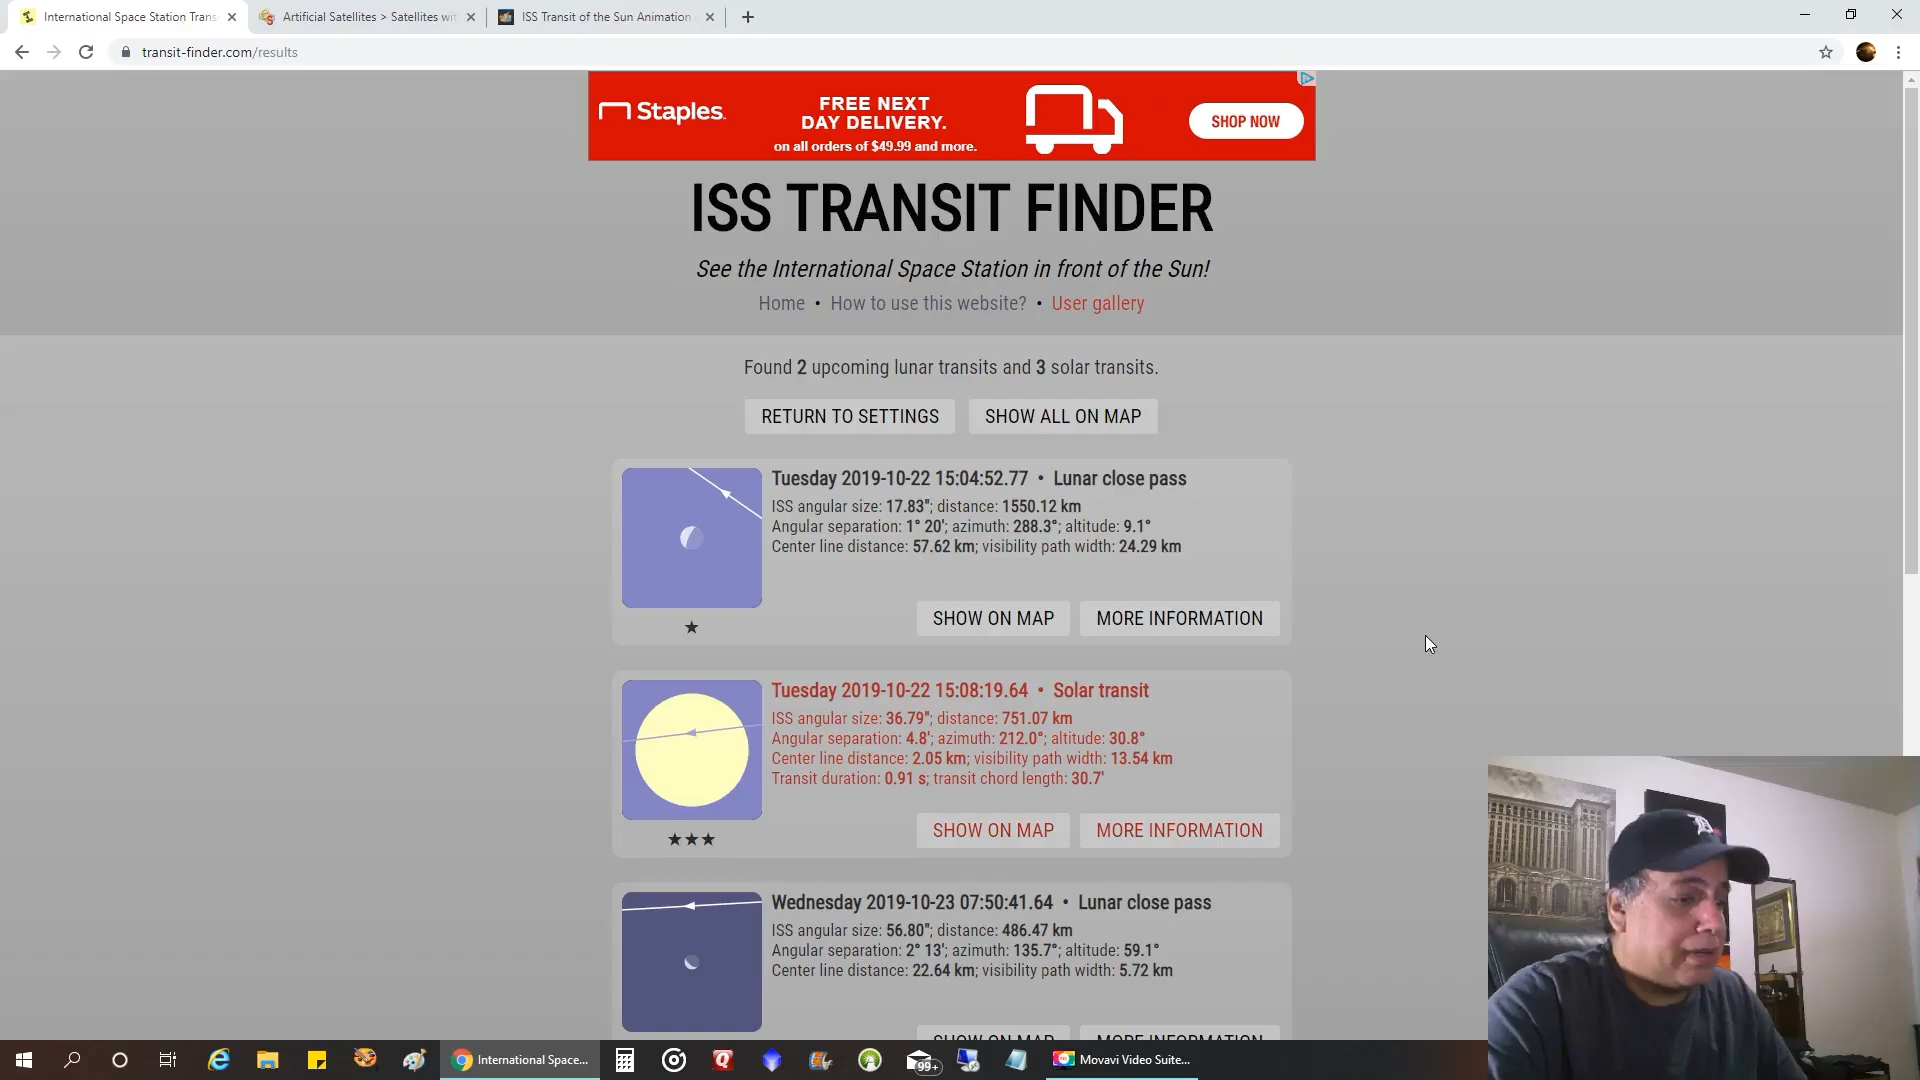 International Space Station Trans
Artificial Satellites > Satellites wit
ISS Transit of the Sun Animation
transit-finder.com/results
Staples.
FREE NEXT
DAY DELIVERY.
on all orders of $49.99 and more.
SHOP NOW
ISS TRANSIT FINDER
See the International Space Station in front of the Sun!
Home • How to use this website? • User gallery
Found 2 upcoming lunar transits and 3 solar transits.
RETURN TO SETTINGS
SHOW ALL ON MAP
Tuesday 2019-10-22 15:04:52.77 • Lunar close pass
ISS angular size: 17.83"; distance: 1550.12 km
Angular separation: 1° 20'; azimuth: 288.3°; altitude: 9.1°
Center line distance: 57.62 km; visibility path width: 24.29 km
SHOW ON MAP
MORE INFORMATION
★
Tuesday 2019-10-22 15:08:19.64 • Solar transit
ISS angular size: 36.79"; distance: 751.07 km
Angular separation: 4.8'; azimuth: 212.0°; altitude: 30.8°
Center line distance: 2.05 km; visibility path width: 13.54 km
Transit duration: 0.91 s; transit chord length: 30.7'
SHOW ON MAP
MORE INFORMATION
★★★
Wednesday 2019-10-23 07:50:41.64 • Lunar close pass
ISS angular size: 56.80"; distance: 486.47 km
Angular separation: 2° 13'; azimuth: 135.7°; altitude: 59.1°
Center line distance: 22.64 km; visibility path width: 5.72 km
SHOW ON MAP
MORE INFORMATION
International Space...
99+
Movavi Video Suite...